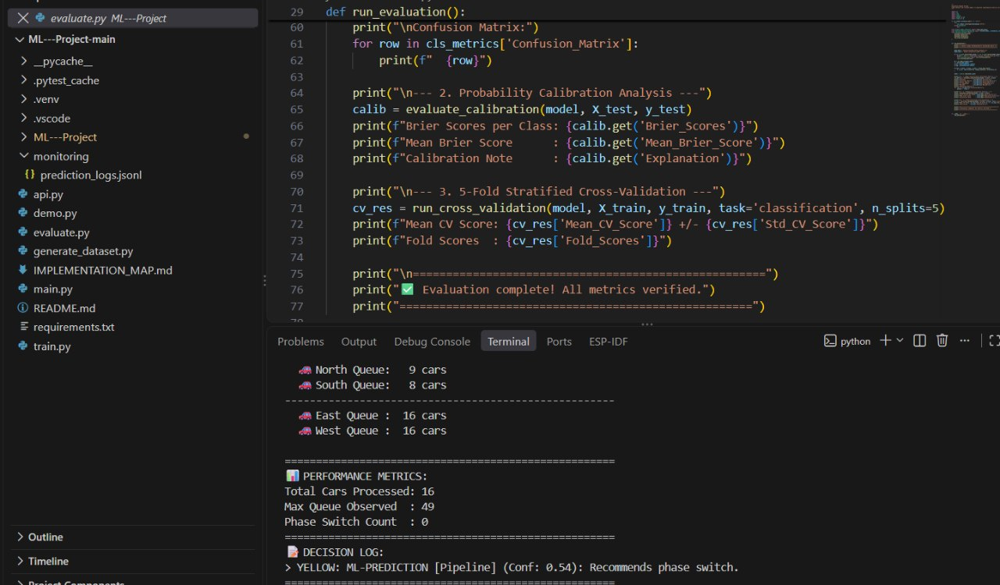 evaluate.py ML---Project
ML---Project-main
__pycache__
.pytest_cache
.venv
.vscode
ML---Project
monitoring
{} prediction_logs.jsonl
api.py
demo.py
evaluate.py
generate_dataset.py
IMPLEMENTATION_MAP.md
main.py
README.md
requirements.txt
train.py
Outline
Timeline
Project Components
29 def run_evaluation():
60 print("\nConfusion Matrix:")
61 for row in cls_metrics['Confusion_Matrix']:
62 print(f"  {row}")
63
64 print("\n--- 2. Probability Calibration Analysis ---")
65 calib = evaluate_calibration(model, X_test, y_test)
66 print(f"Brier Scores per Class: {calib.get('Brier_Scores')}")
67 print(f"Mean Brier Score      : {calib.get('Mean_Brier_Score')}")
68 print(f"Calibration Note      : {calib.get('Explanation')}")
69
70 print("\n--- 3. 5-Fold Stratified Cross-Validation ---")
71 cv_res = run_cross_validation(model, X_train, y_train, task='classification', n_splits=5)
72 print(f"Mean CV Score: {cv_res['Mean_CV_Score']} +/- {cv_res['Std_CV_Score']}")
73 print(f"Fold Scores  : {cv_res['Fold_Scores']}")
74
75 print("\n====================================================")
76 print("✅ Evaluation complete! All metrics verified.")
77 print("====================================================")
78
Problems Output Debug Console Terminal Ports ESP-IDF python
🚗 North Queue:   9 cars
🚗 South Queue:   8 cars
------------------------------------------------------
🚗 East Queue :  16 cars
🚗 West Queue :  16 cars
======================================================
📊 PERFORMANCE METRICS:
Total Cars Processed: 16
Max Queue Observed  : 49
Phase Switch Count  : 0
======================================================
📝 DECISION LOG:
> YELLOW: ML-PREDICTION [Pipeline] (Conf: 0.54): Recommends phase switch.
======================================================